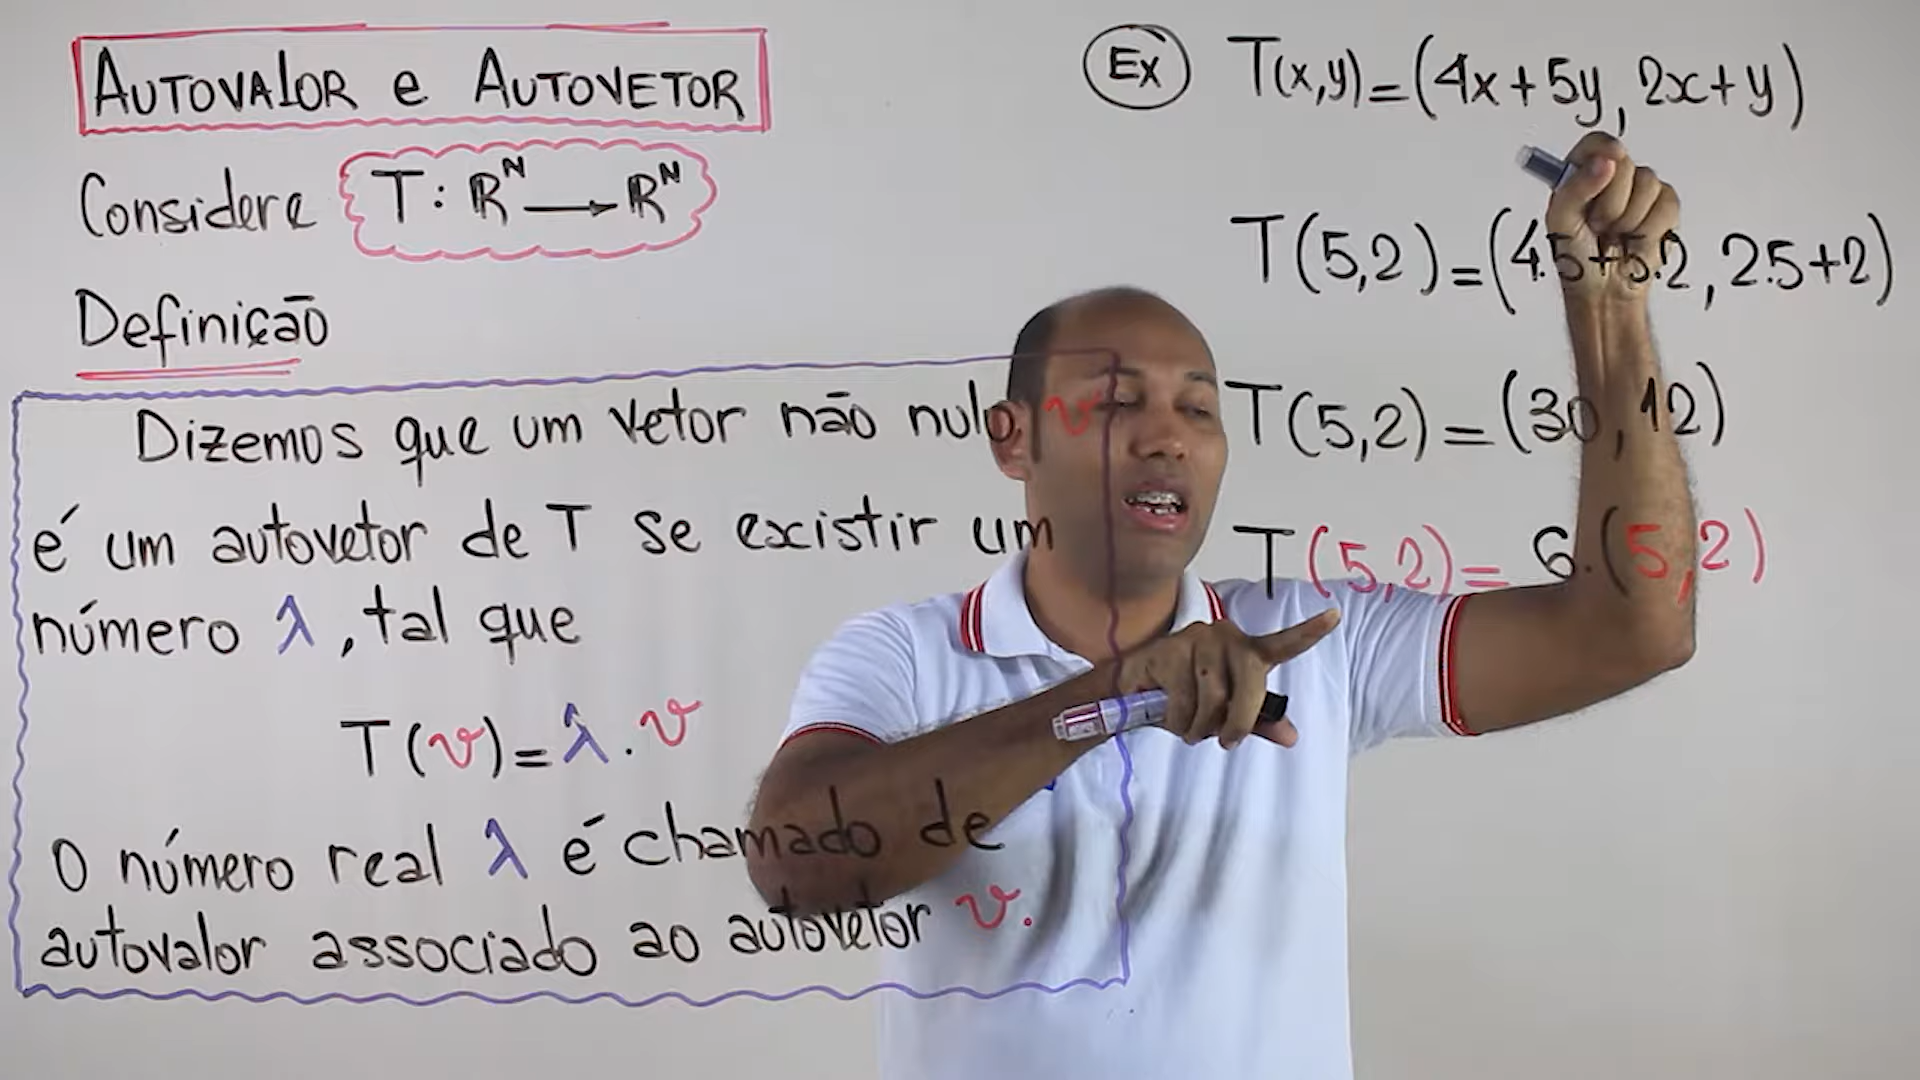 AUTOVALOR e AUTOVETOR
Considere T: ℝᴺ → ℝᴺ
Definição
Dizemos que um vetor não nulo, v
é um autovetor de T se existir um
número λ, tal que
T(v)=λ.v
O número real λ é chamado de
autovalor associado ao autovetor v.
Ex T(x,y)=(4x+5y, 2x+y)
T(5,2)=(4.5+5.2, 2.5+2)
T(5,2)=(30,12)
T(5,2)= 6.(5,2)